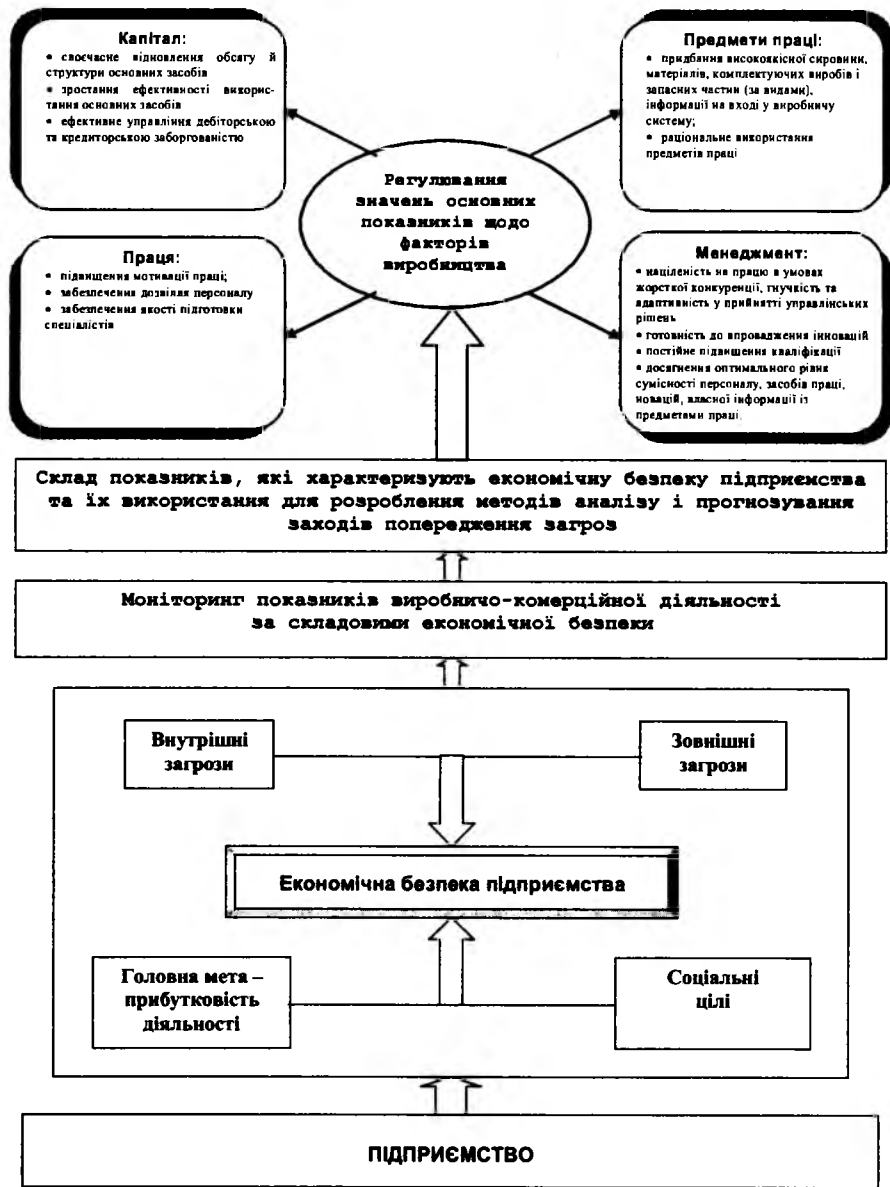 Капітал:
• своєчасне відновлення обсягу й
структури основних засобів
• зростання ефективності викорис-
тання основних засобів
• ефективне управління дебіторською
та кредиторською заборгованістю
Предмети праці:
• придбання високоякісної сировини,
матеріалів, комплектуючих виробів і
запасних частин (за видами),
інформації на вході у виробничу
систему;
• раціональне використання
предметів праці
Регулювання
значень основних
показників щодо
факторів
виробництва
Праця:
• підвищення мотивації праці;
• забезпечення дозвілля персоналу
• забезпечення якості підготовки
спеціалістів
Менеджмент:
• націленість на працю в умовах
жорсткої конкуренції, гнучкість та
адаптивність у прийнятті управлінських
рішень
• готовність до впровадження інновацій
• постійне підвищення кваліфікації
• досягнення оптимального рівня
сумісності персоналу, засобів праці,
новацій, власної інформації із
предметами праці.
Склад показників, які характеризують економічну безпеку підприємства
та їх використання для розроблення методів аналізу і прогнозування
заходів попередження загроз
Моніторинг показників виробничо-комерційної діяльності
за складовими економічної безпеки
Внутрішні
загрози
Зовнішні
загрози
Економічна безпека підприємства
Головна мета –
прибутковість
діяльності
Соціальні
цілі
ПІДПРИЄМСТВО